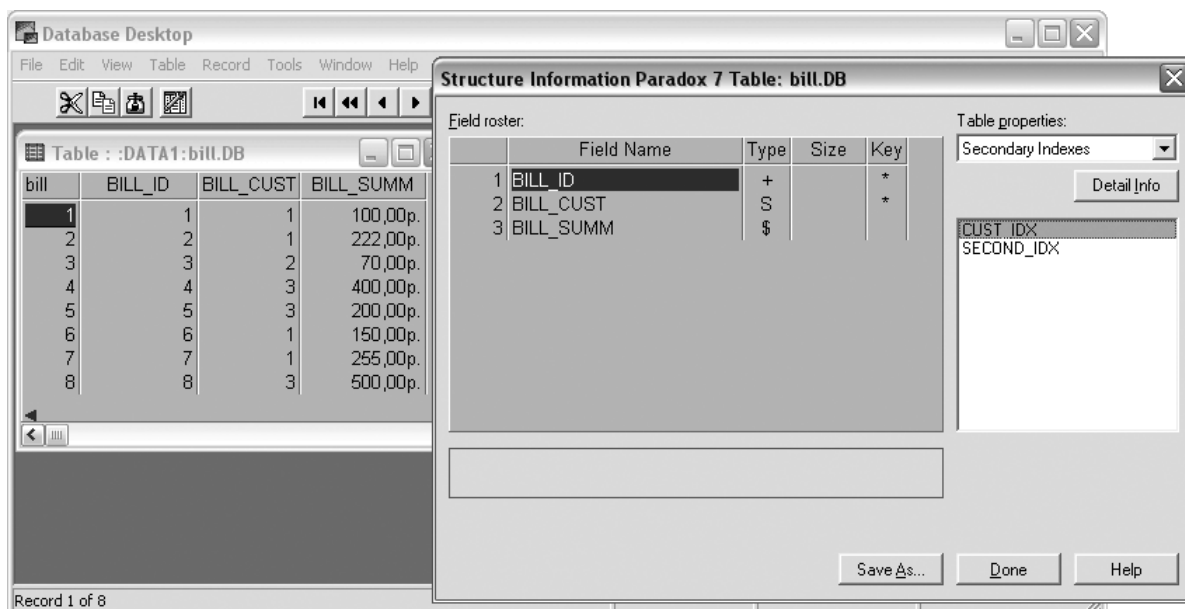 Database Desktop
File Edit View Table Record Tools Window Help
Table : :DATA1:bill.DB
bill BILL_ID BILL_CUST BILL_SUMM
1 1 1 100,00р.
2 2 1 222,00р.
3 3 2 70,00р.
4 4 3 400,00р.
5 5 3 200,00р.
6 6 1 150,00р.
7 7 1 255,00р.
8 8 3 500,00р.
Record 1 of 8
Structure Information Paradox 7 Table: bill.DB
Field roster:
Field Name Type Size Key
1 BILL_ID + *
2 BILL_CUST S *
3 BILL_SUMM $
Table properties:
Secondary Indexes
Detail Info
CUST_IDX
SECOND_IDX
Save As... Done Help